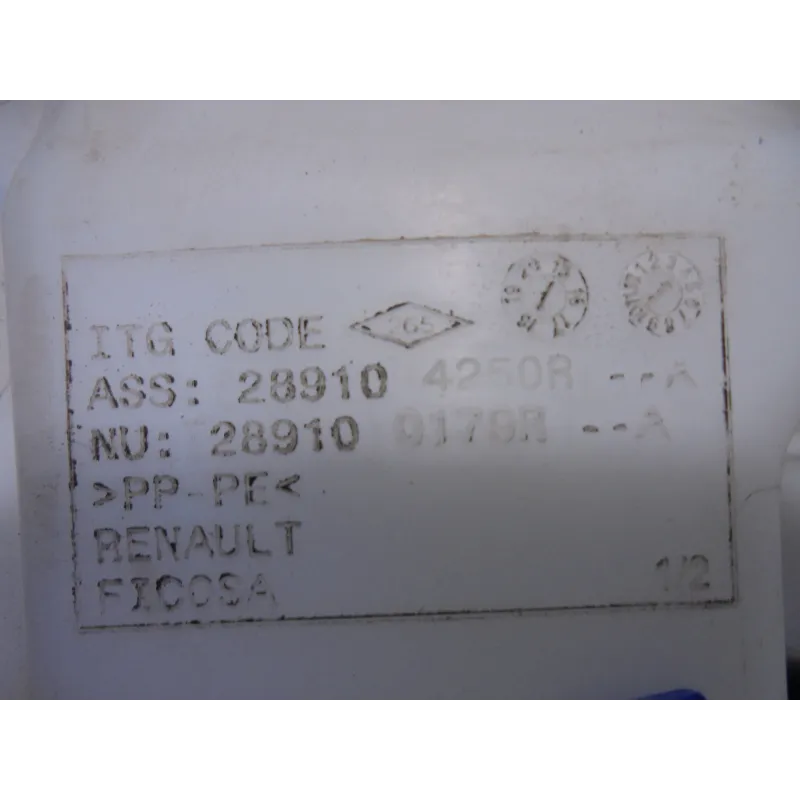 ITG CODE
ASS: 28910 4250R --A
NU: 28910 0179R --A
>PP-PE<
RENAULT
FICOSA
1/2